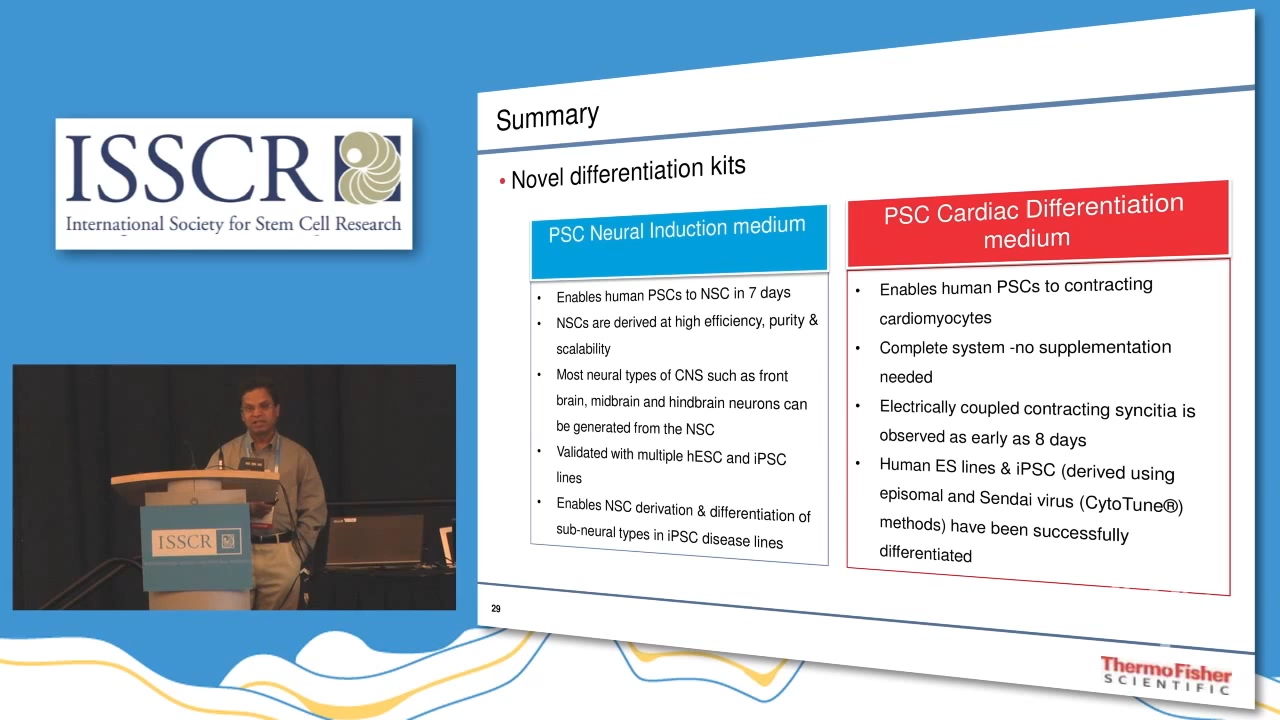 ISSCR
International Society for Stem Cell Research
ISSCR
Summary
• Novel differentiation kits
PSC Neural Induction medium
• Enables human PSCs to NSC in 7 days
• NSCs are derived at high efficiency, purity &
scalability
• Most neural types of CNS such as front
brain, midbrain and hindbrain neurons can
be generated from the NSC
• Validated with multiple hESC and iPSC
lines
• Enables NSC derivation & differentiation of
sub-neural types in iPSC disease lines
PSC Cardiac Differentiation
medium
• Enables human PSCs to contracting
cardiomyocytes
• Complete system -no supplementation
needed
• Electrically coupled contracting syncitia is
observed as early as 8 days
• Human ES lines & iPSC (derived using
episomal and Sendai virus (CytoTune®)
methods) have been successfully
differentiated
29
ThermoFisher
SCIENTIFIC